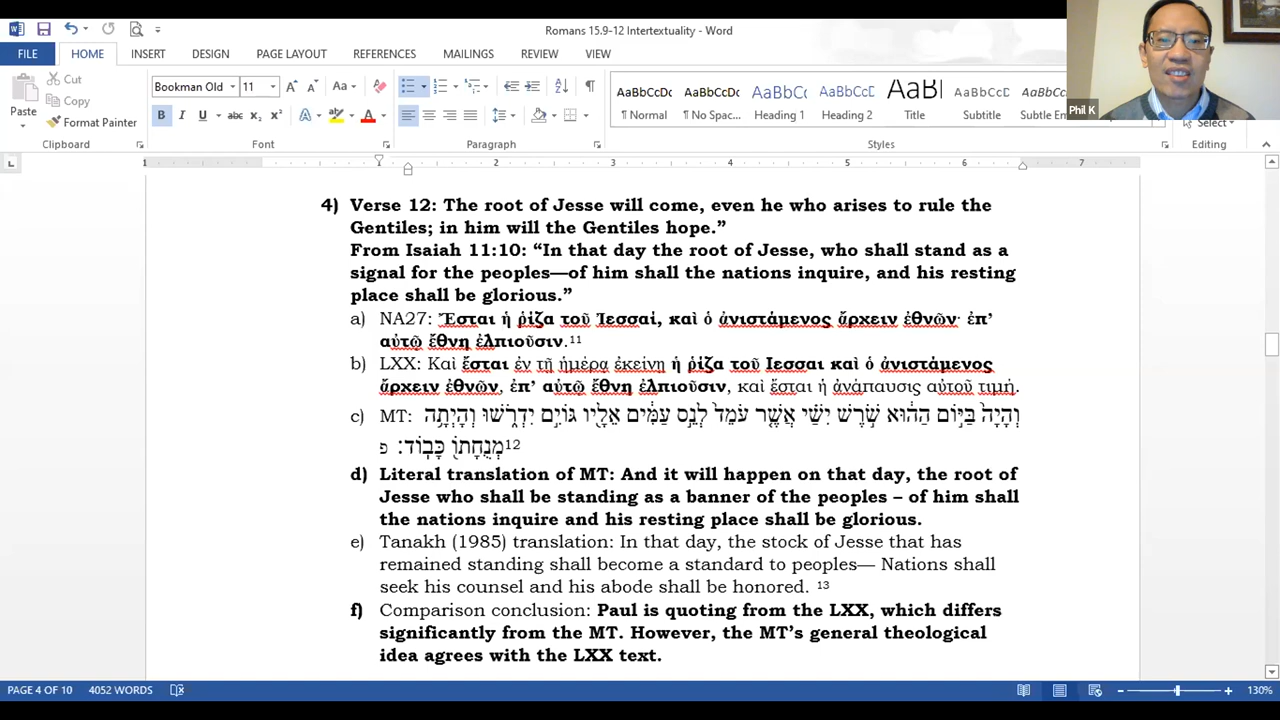 Romans 15.9-12 Intertextuality - Word
FILE HOME INSERT DESIGN PAGE LAYOUT REFERENCES MAILINGS REVIEW VIEW
Phil K
Paste
Cut
Copy
Format Painter
Bookman Old 11
AaBbCcDc AaBbCcDc AaBbCc AaBbCcD AaBl AaBbCcD
¶ Normal ¶ No Spac... Heading 1 Heading 2 Title Subtitle Subtle Em
Select
Clipboard Font Paragraph Styles Editing
1 1 2 3 4 5 6 7
4) Verse 12: The root of Jesse will come, even he who arises to rule the
Gentiles; in him will the Gentiles hope.”
From Isaiah 11:10: “In that day the root of Jesse, who shall stand as a
signal for the peoples—of him shall the nations inquire, and his resting
place shall be glorious.”
a) NA27: Ἔσται ἡ ῥίζα τοῦ Ἰεσσαί, καὶ ὁ ἀνιστάμενος ἄρχειν ἐθνῶν· ἐπ’
αὐτῷ ἔθνη ἐλπιοῦσιν.11
b) LXX: Καὶ ἔσται ἐν τῇ ἡμέρᾳ ἐκείνῃ ἡ ῥίζα τοῦ Ιεσσαι καὶ ὁ ἀνιστάμενος
ἄρχειν ἐθνῶν, ἐπ’ αὐτῷ ἔθνη ἐλπιοῦσιν, καὶ ἔσται ἡ ἀνάπαυσις αὐτοῦ τιμή.
c) MT: וְהָיָה֙ בַּיּ֣וֹם הַה֔וּא שֹׁ֣רֶשׁ יִשַׁ֗י אֲשֶׁ֤ר עֹמֵד֙ לְנֵ֣ס עַמִּ֔ים אֵלָ֖יו גּוֹיִ֣ם יִדְרֹ֑שׁוּ וְהָיְתָ֥ה
מְנֻחָת֖וֹ כָּבֽוֹד׃ פ 12
d) Literal translation of MT: And it will happen on that day, the root of
Jesse who shall be standing as a banner of the peoples – of him shall
the nations inquire and his resting place shall be glorious.
e) Tanakh (1985) translation: In that day, the stock of Jesse that has
remained standing shall become a standard to peoples— Nations shall
seek his counsel and his abode shall be honored. 13
f) Comparison conclusion: Paul is quoting from the LXX, which differs
significantly from the MT. However, the MT’s general theological
idea agrees with the LXX text.
PAGE 4 OF 10 4052 WORDS 130%